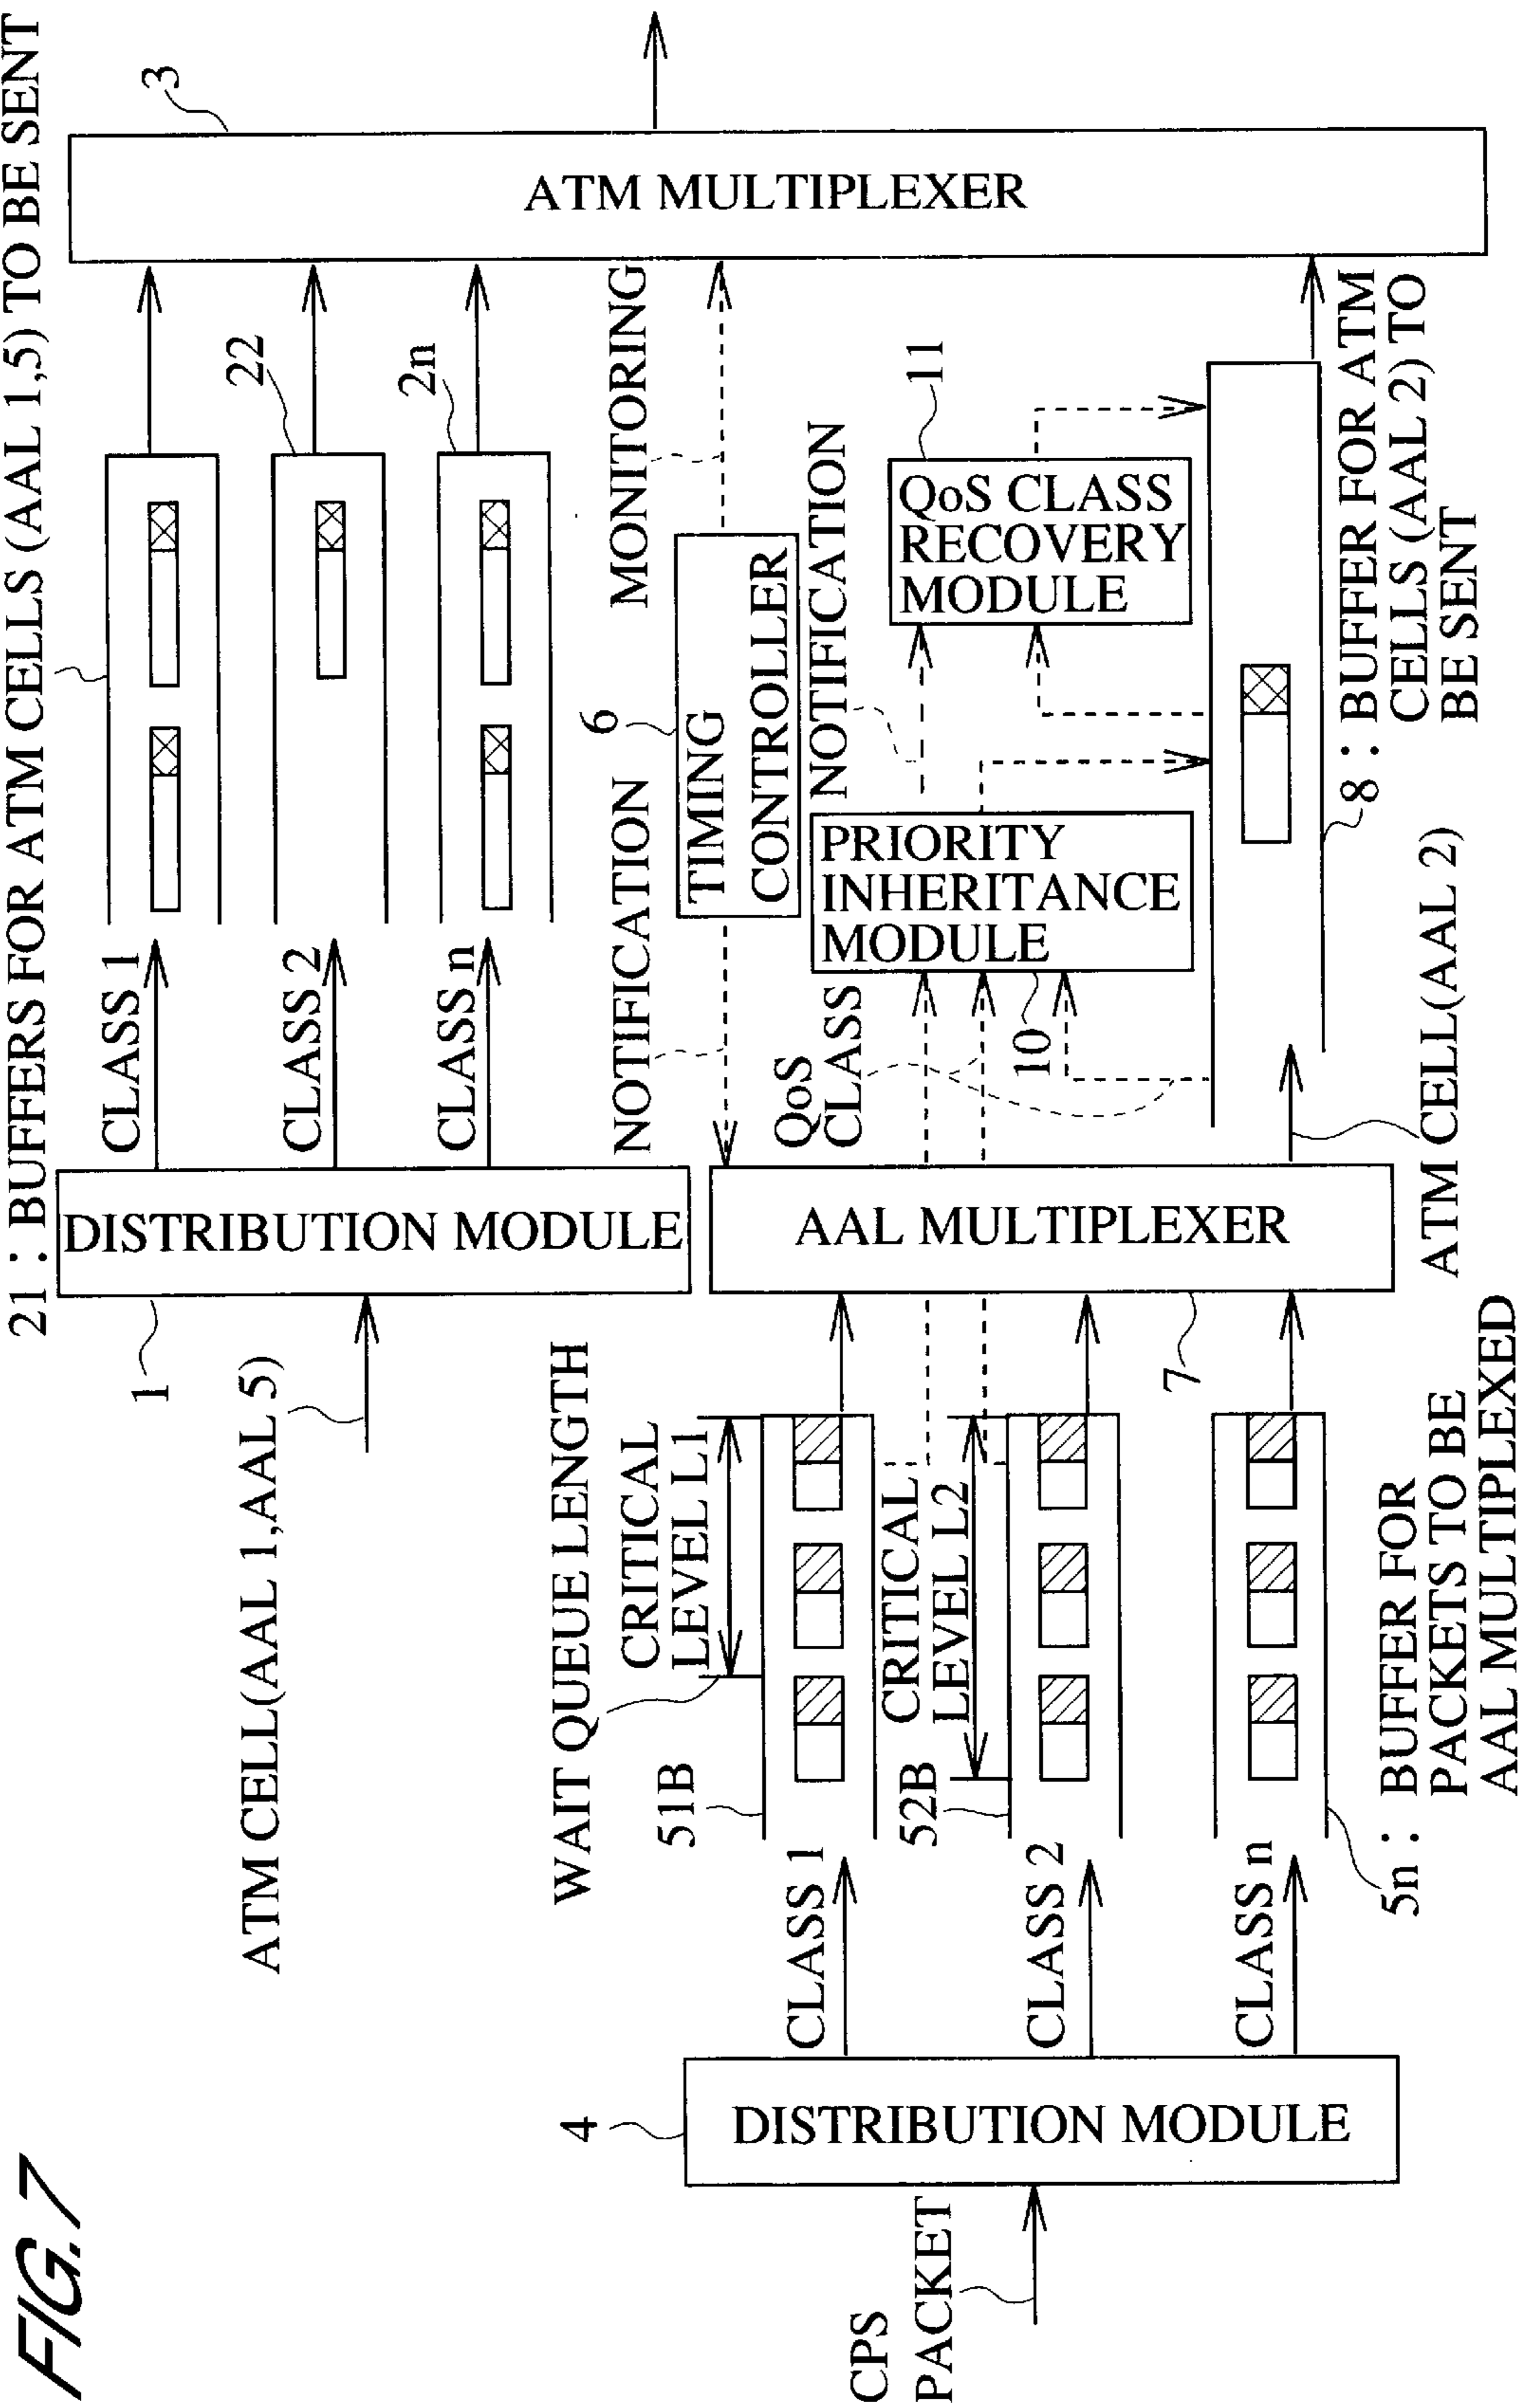 FIG. 7
21 : BUFFERS FOR ATM CELLS (AAL 1,5) TO BE SENT
1
DISTRIBUTION MODULE
ATM CELL(AAL 1,AAL 5)
CLASS 1
CLASS 2
CLASS n
22
2n
3
ATM MULTIPLEXER
NOTIFICATION
6
TIMING
CONTROLLER
MONITORING
WAIT QUEUE LENGTH
CRITICAL
LEVEL L1
51B
CRITICAL
LEVEL L2
52B
CPS
PACKET
4
DISTRIBUTION MODULE
CLASS 1
CLASS 2
CLASS n
5n : BUFFER FOR
PACKETS TO BE
AAL MULTIPLEXED
7
AAL MULTIPLEXER
QoS
CLASS
10
PRIORITY
INHERITANCE
MODULE
NOTIFICATION
11
QoS CLASS
RECOVERY
MODULE
ATM CELL(AAL 2)
8 : BUFFER FOR ATM
CELLS (AAL 2) TO
BE SENT